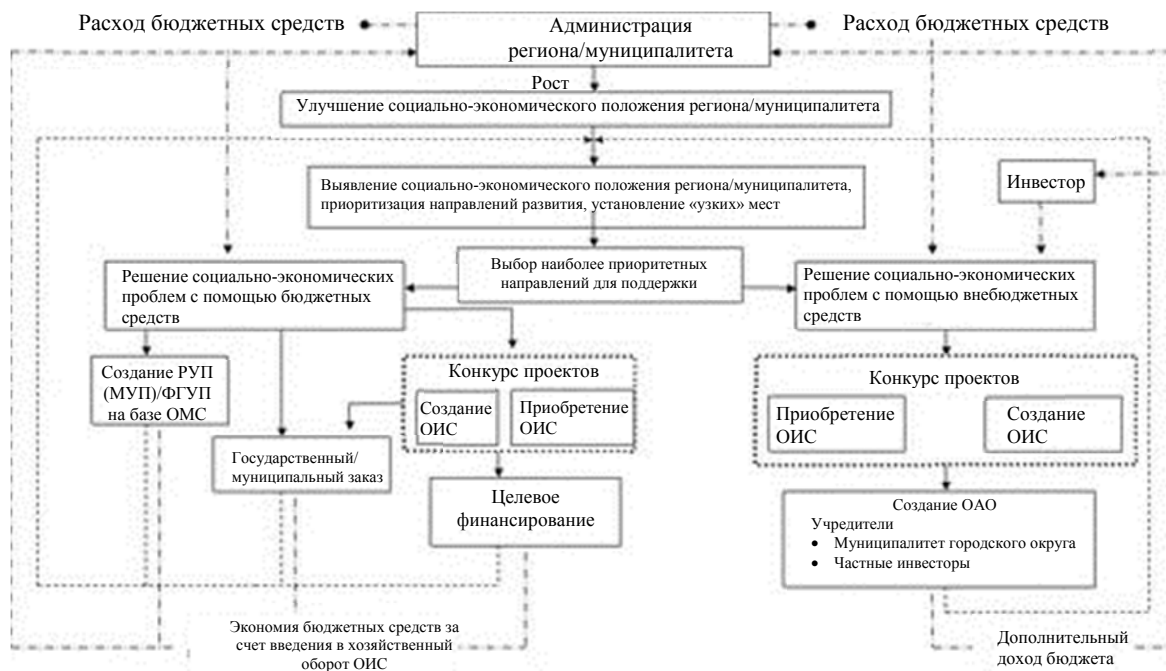 Расход бюджетных средств
Администрация
региона/муниципалитета
Расход бюджетных средств
Рост
Улучшение социально-экономического положения региона/муниципалитета
Выявление социально-экономического положения региона/муниципалитета,
приоритизация направлений развития, установление «узких» мест
Инвестор
Решение социально-экономических
проблем с помощью бюджетных
средств
Выбор наиболее приоритетных
направлений для поддержки
Решение социально-экономических
проблем с помощью внебюджетных
средств
Создание РУП
(МУП)/ФГУП
на базе ОМС
Государственный/
муниципальный заказ
Конкурс проектов
Создание
ОИС
Приобретение
ОИС
Целевое
финансирование
Конкурс проектов
Приобретение
ОИС
Создание
ОИС
Создание ОАО
Учредители
• Муниципалитет городского округа
• Частные инвесторы
Экономия бюджетных средств за
счет введения в хозяйственный
оборот ОИС
Дополнительный
доход бюджета